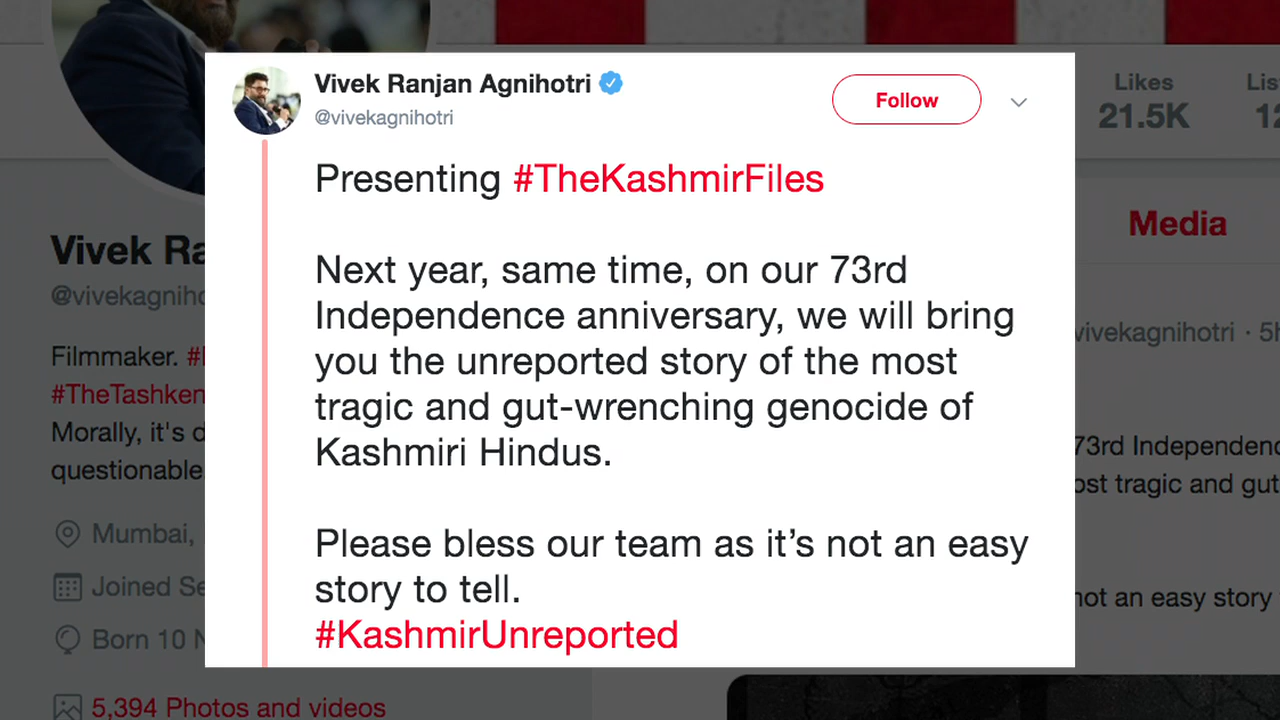 Vivek Ranjan Agnihotri
@vivekagnihotri
Follow
Presenting #TheKashmirFiles
Next year, same time, on our 73rd
Independence anniversary, we will bring
you the unreported story of the most
tragic and gut-wrenching genocide of
Kashmiri Hindus.
Please bless our team as it’s not an easy
story to tell.
#KashmirUnreported
Vivek Ra
@vivekagniho
Filmmaker.
#TheTashken
Morally, it's d
questionable
Mumbai,
Joined Se
Born 10 N
5,394 Photos and videos
Likes
21.5K
Lis
12
Media
vivekagnihotri · 5h
73rd Independenc
ost tragic and gut
not an easy story